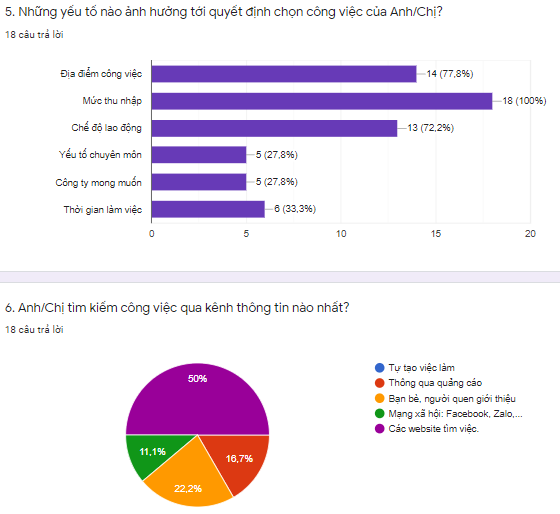 5. Những yếu tố nào ảnh hưởng tới quyết định chọn công việc của Anh/Chị?
18 câu trả lời
Địa điểm công việc
14 (77,8%)
Mức thu nhập
18 (100%)
Chế độ lao động
13 (72,2%)
Yếu tố chuyên môn
5 (27,8%)
Công ty mong muốn
5 (27,8%)
Thời gian làm việc
6 (33,3%)
0 5 10 15 20
6. Anh/Chị tìm kiếm công việc qua kênh thông tin nào nhất?
18 câu trả lời
50%
11,1%
16,7%
22,2%
Tự tạo việc làm
Thông qua quảng cáo
Bạn bè, người quen giới thiệu
Mạng xã hội: Facebook, Zalo,...
Các website tìm việc.